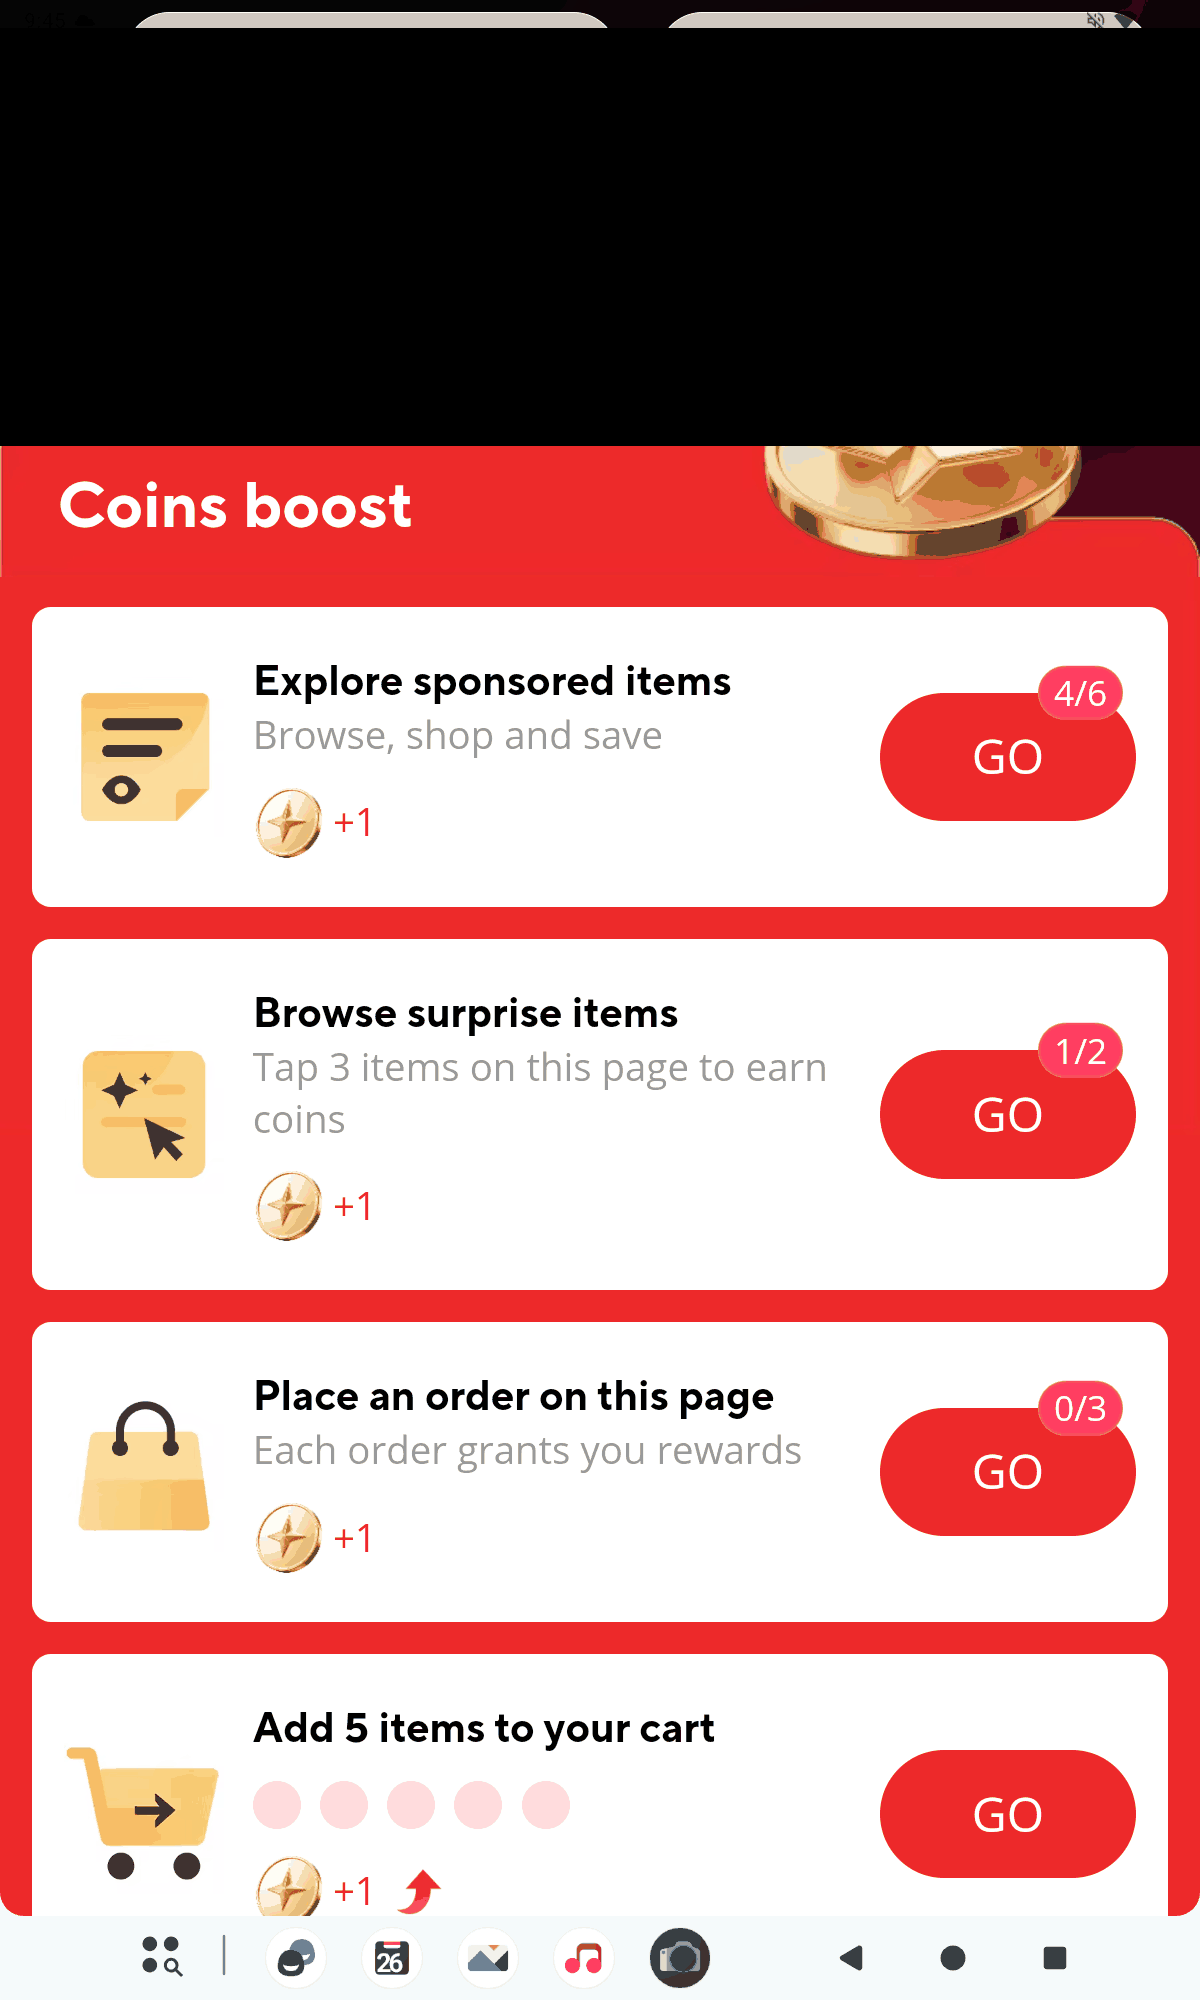 9:45
Coins boost
Explore sponsored items
Browse, shop and save
4/6
GO
+1
Browse surprise items
Tap 3 items on this page to earn
coins
1/2
GO
+1
Place an order on this page
Each order grants you rewards
0/3
GO
+1
Add 5 items to your cart
GO
+1
26